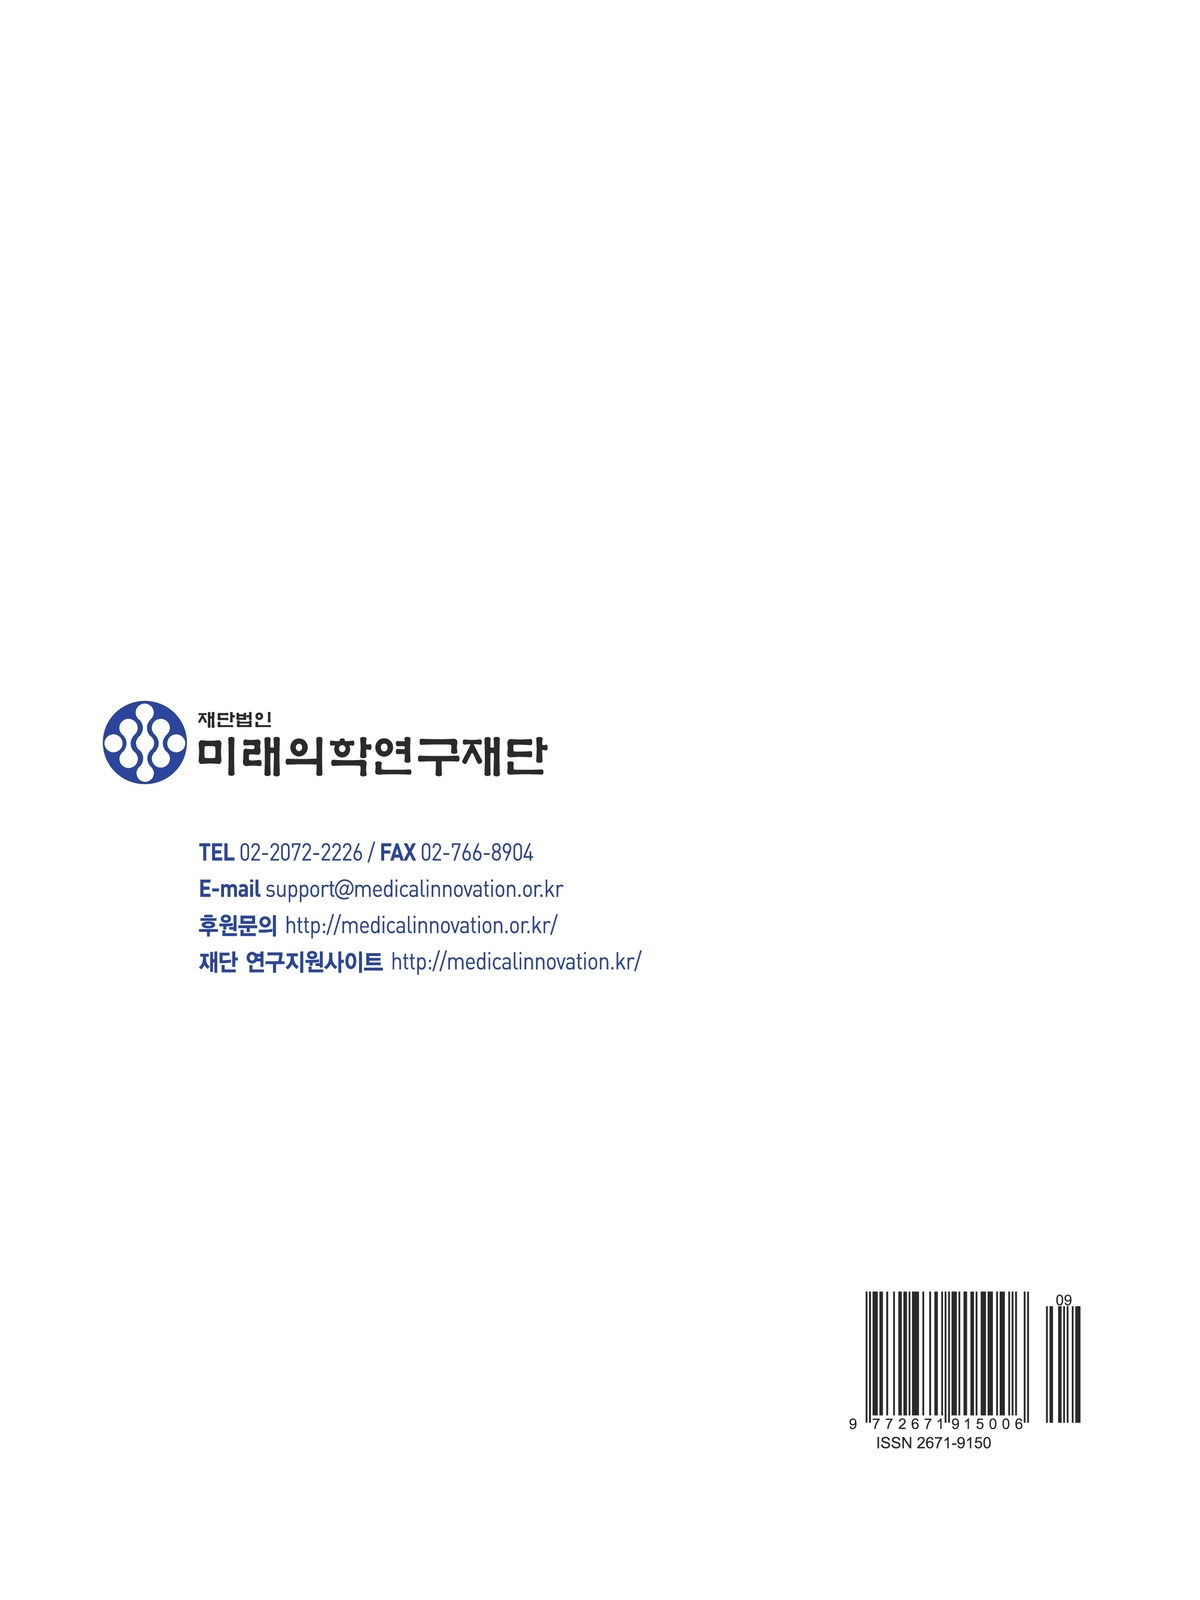 재단법인
미래의학연구재단
TEL 02-2072-2226 / FAX 02-766-8904
E-mail support@medicalinnovation.or.kr
후원문의 http://medicalinnovation.or.kr/
재단 연구지원사이트 http://medicalinnovation.kr/
09
9 772671 915006
ISSN 2671-9150